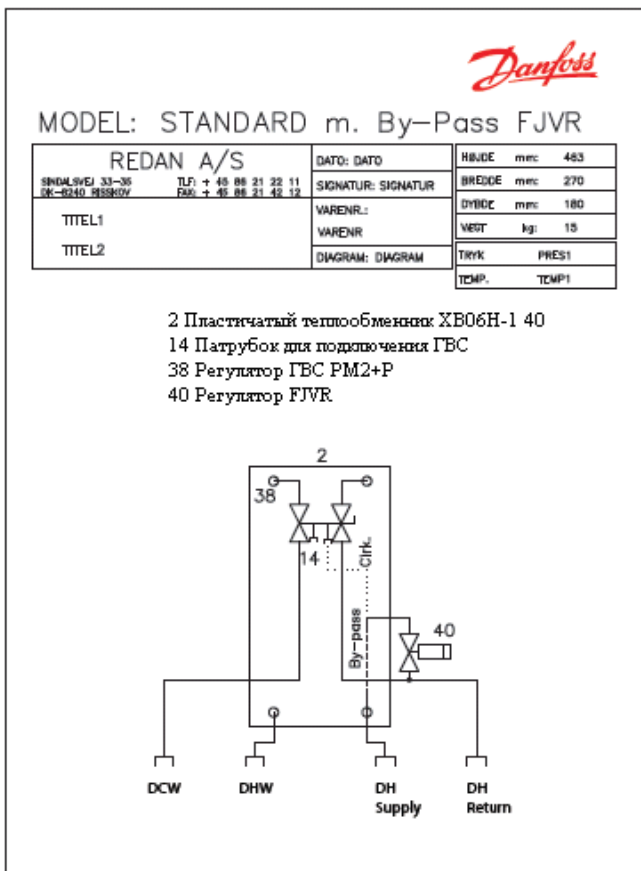 Danfoss
MODEL: STANDARD m. By-Pass FJVR
REDAN A/S
SINDALSVEJ 33-35 TLF: + 45 86 21 22 11
DK-8240 RISSKOV FAX: + 45 86 21 42 12
TITEL1
TITEL2
DATO: DATO
SIGNATUR: SIGNATUR
VARENR.:
VARENR
DIAGRAM: DIAGRAM
HØJDE mm: 463
BREDDE mm: 270
DYBDE mm: 180
VEGT kg: 15
TRYK PRES1
TEMP. TEMP1
2 Пластичатый теплообменник XB06H-1 40
14 Патрубок для подключения ГВС
38 Регулятор ГВС PM2+P
40 Регулятор FJVR
2
38
14
Cirk.
By-pass
40
DCW
DHW
DH
Supply
DH
Return